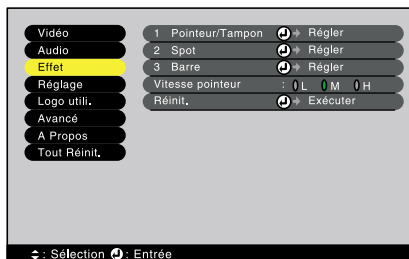 Vidéo
Audio
Effet
Réglage
Logo utili.
Avancé
A Propos
Tout Réinit.
1 Pointeur/Tampon Régler
2 Spot Régler
3 Barre Régler
Vitesse pointeur : L M H
Réinit. Exécuter
: Sélection : Entrée